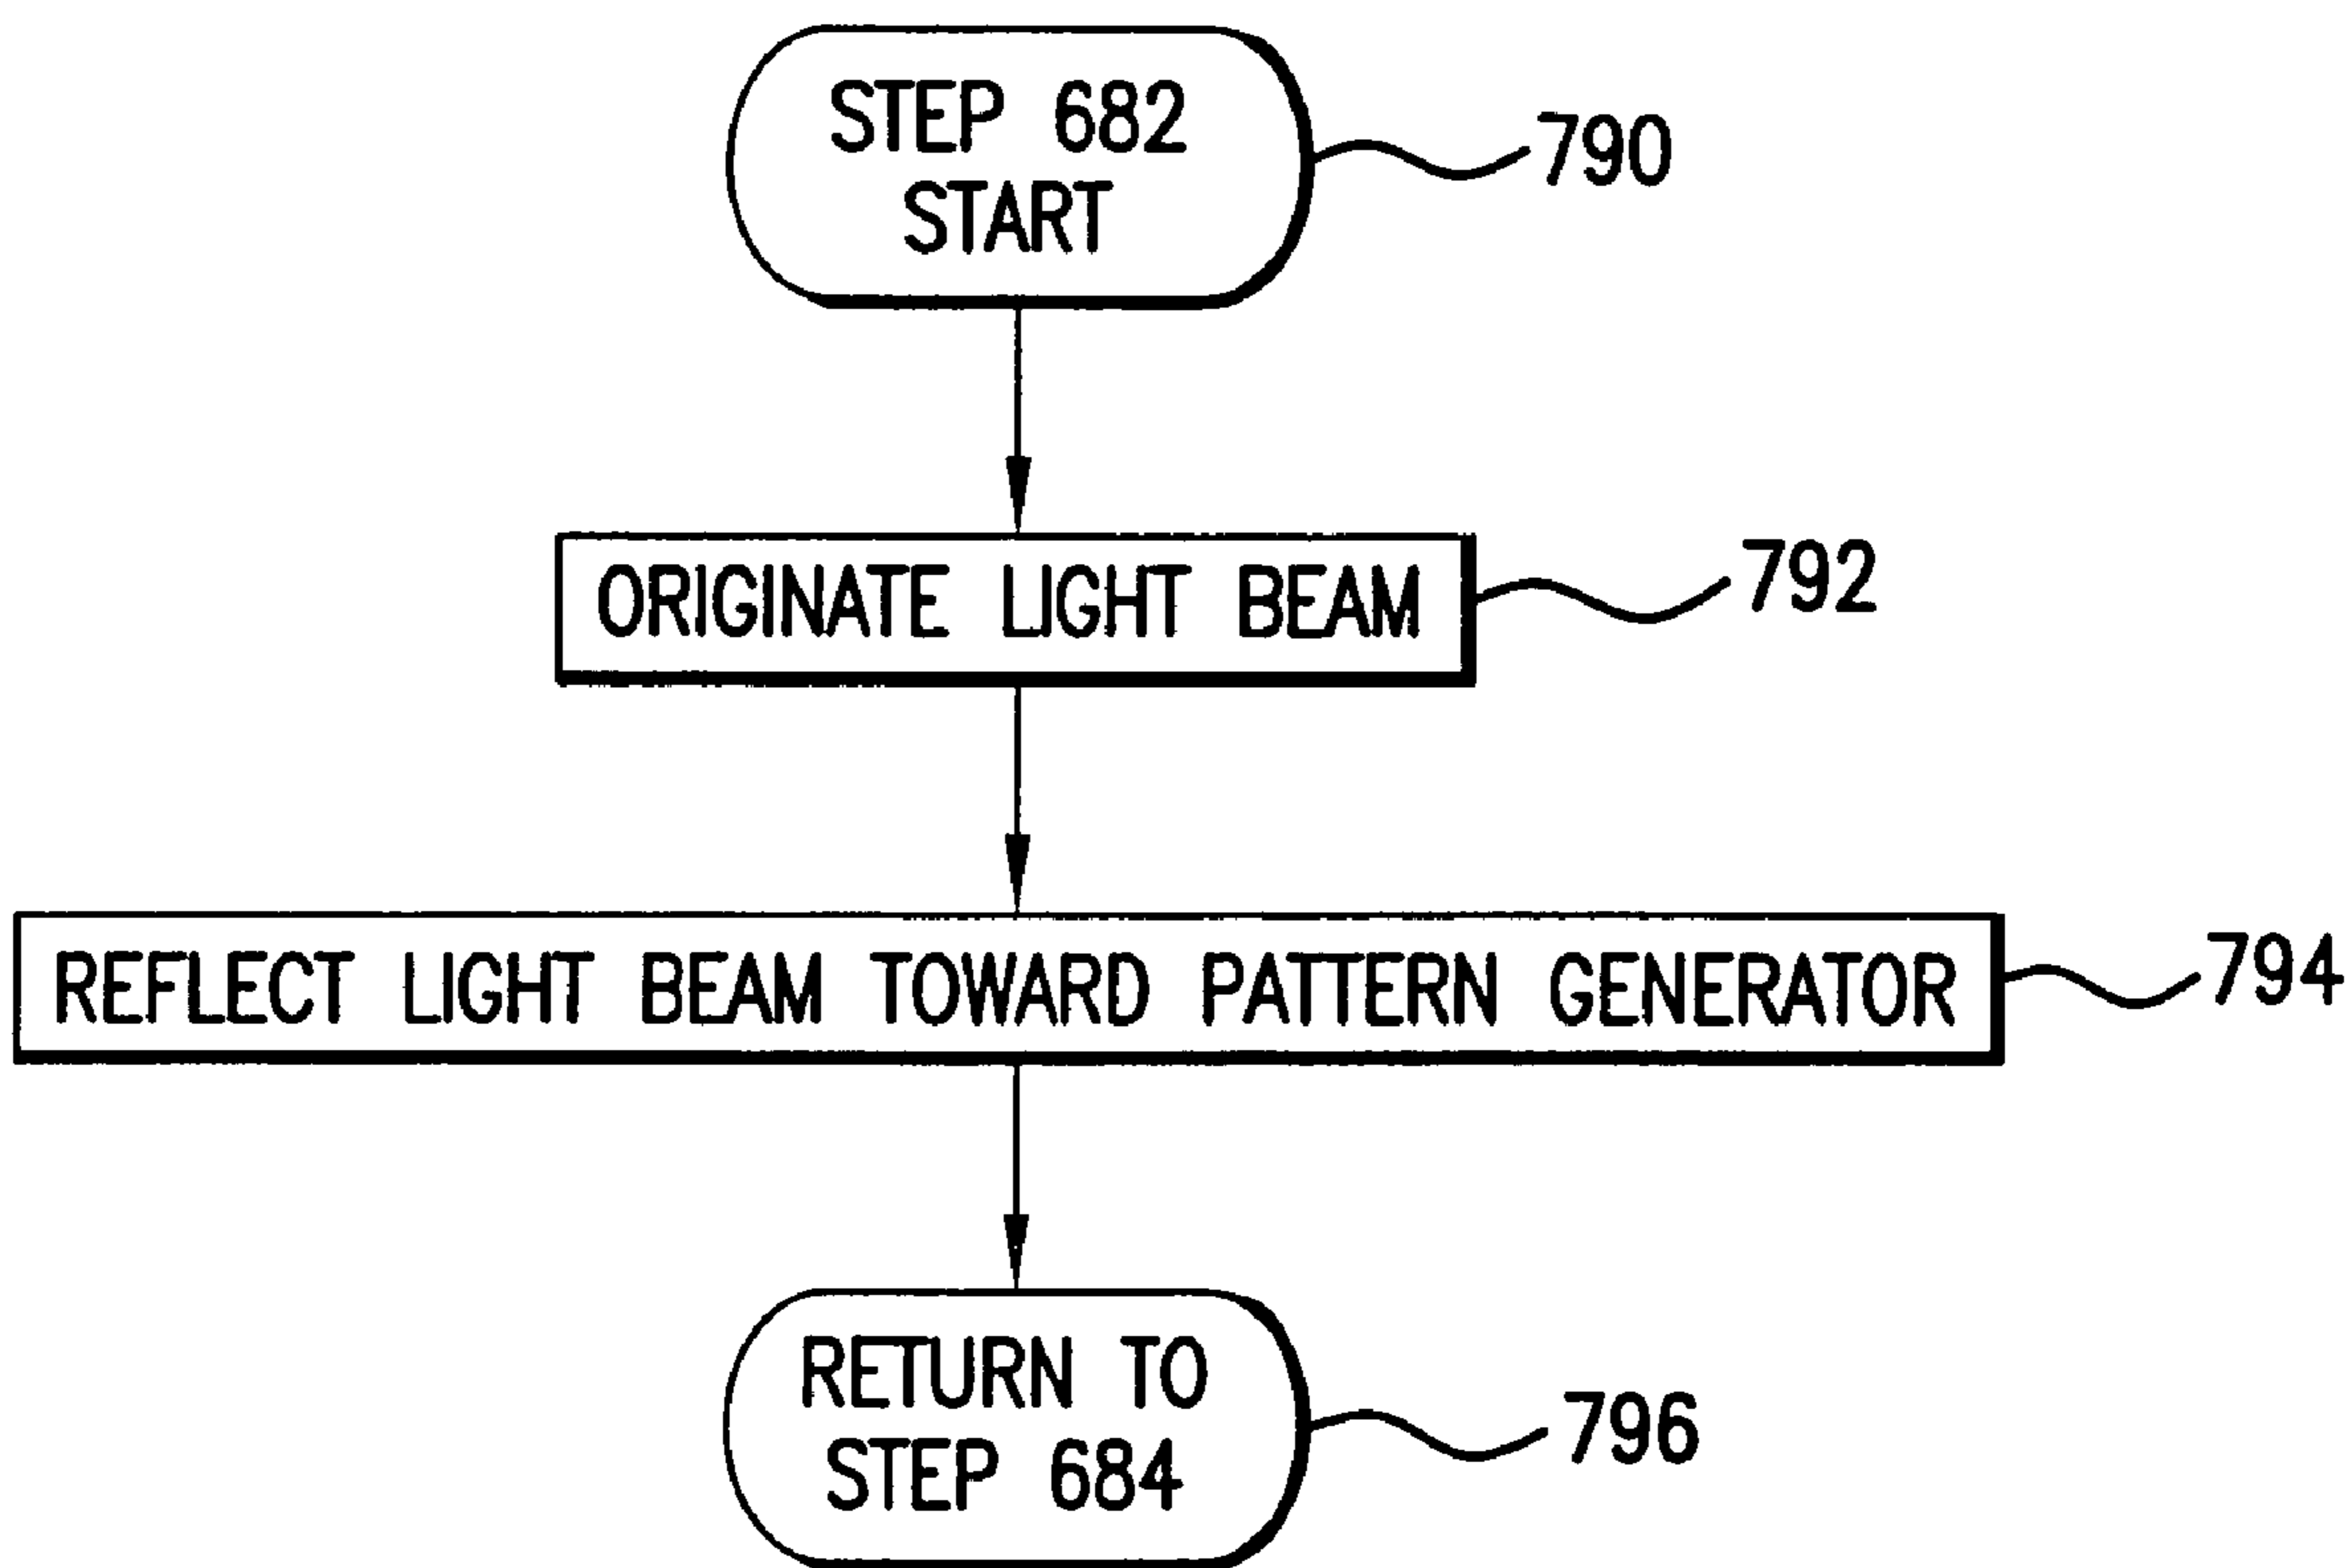 STEP 682
START
790
ORIGINATE LIGHT BEAM
792
REFLECT LIGHT BEAM TOWARD PATTERN GENERATOR
794
RETURN TO
STEP 684
796